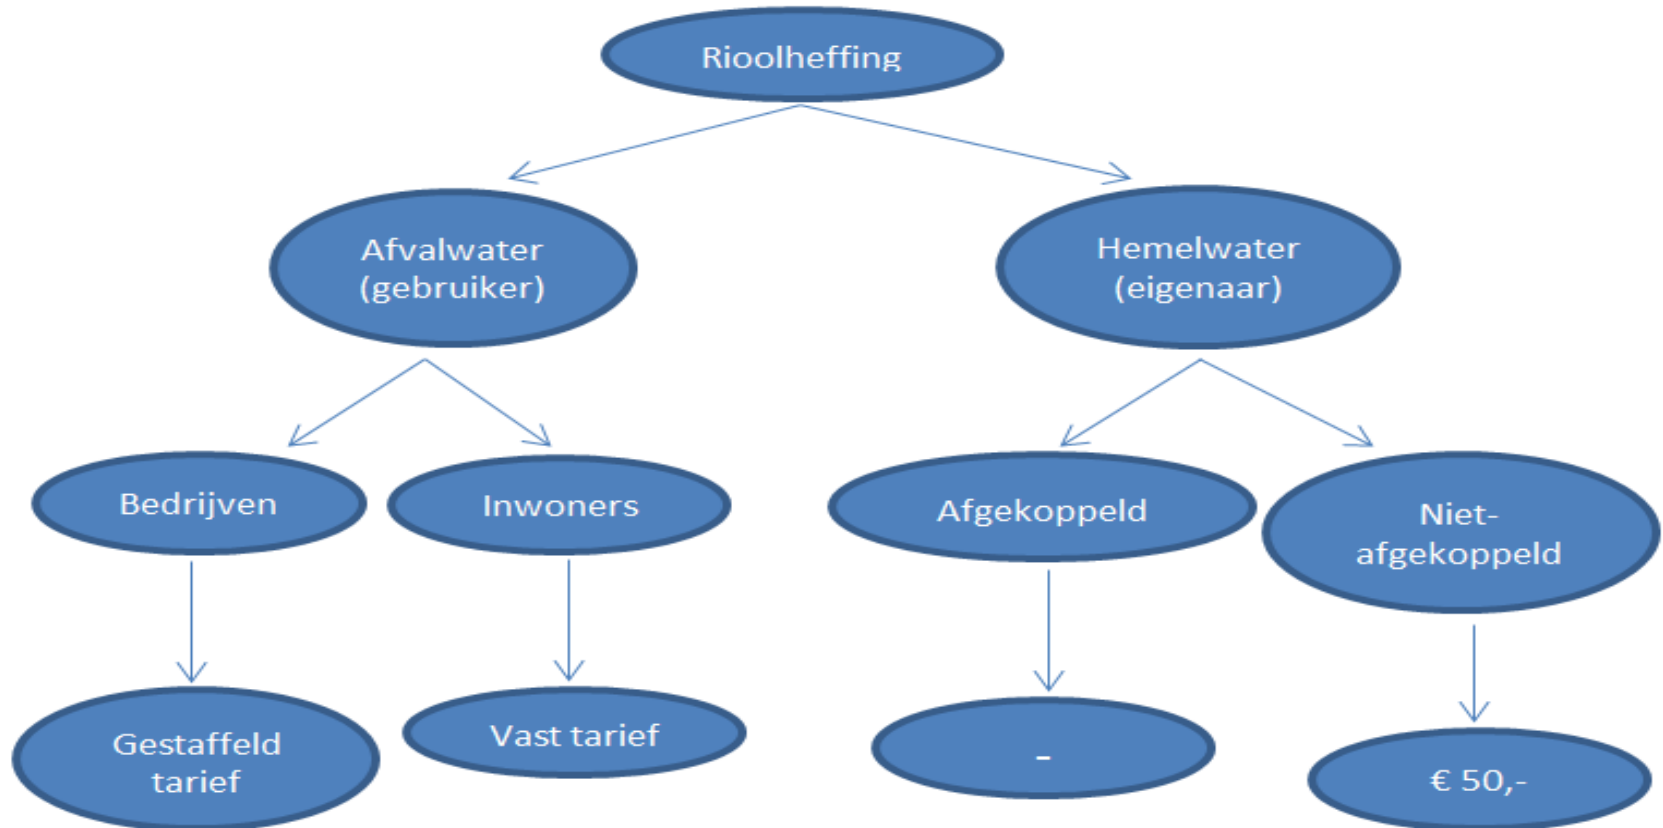 Rioolheffing
Afvalwater
(gebruiker)
Hemelwater
(eigenaar)
Bedrijven
Inwoners
Afgekoppeld
Niet-
afgekoppeld
Gestaffeld
tarief
Vast tarief
-
€ 50,-